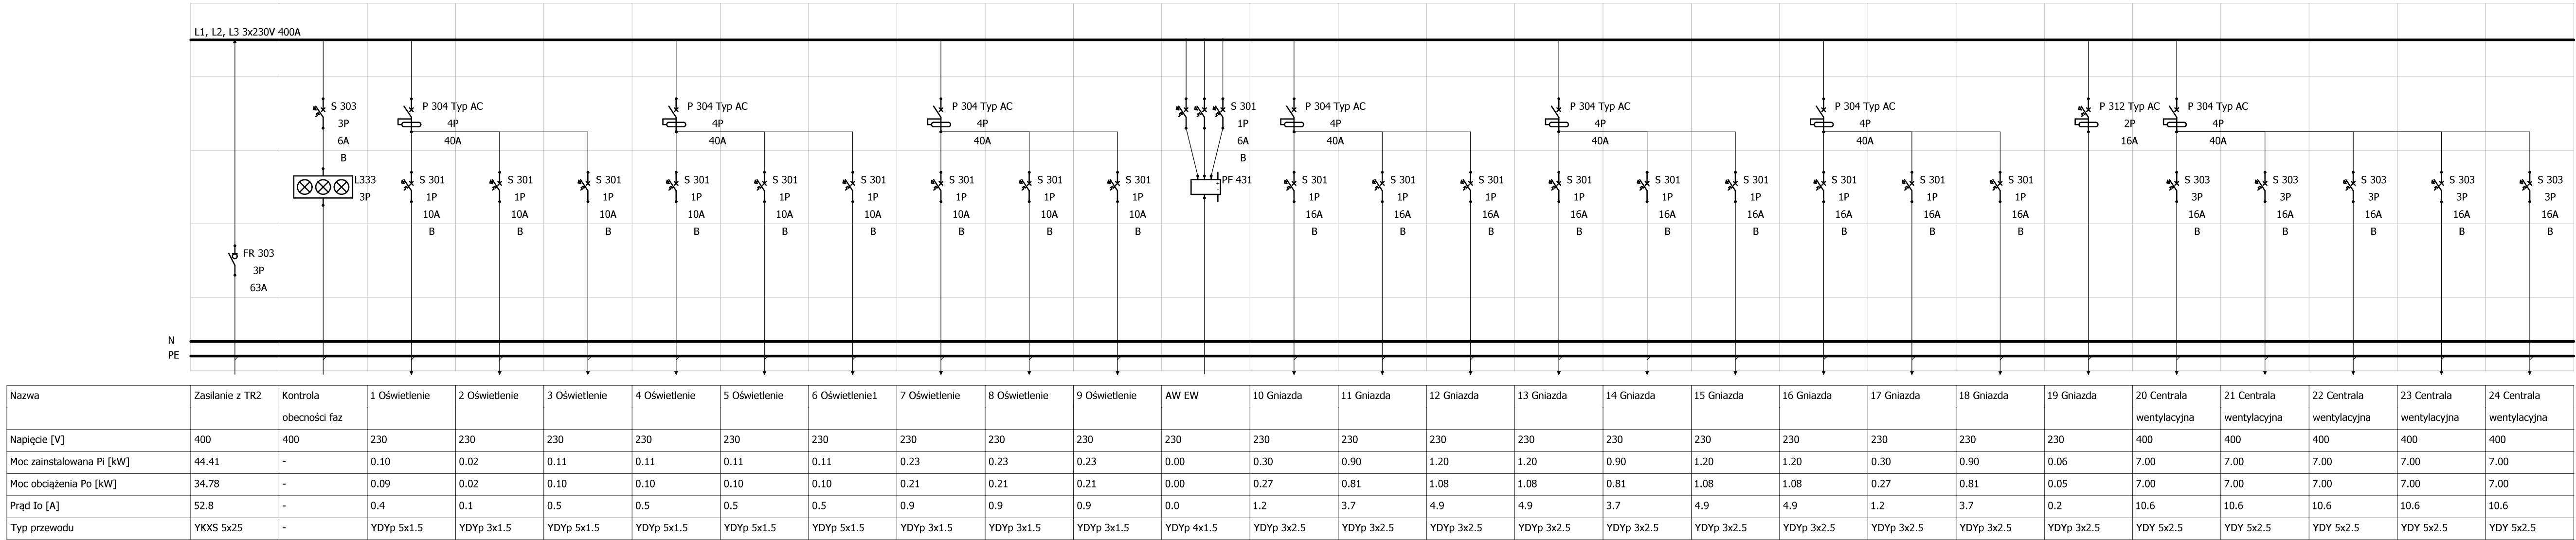 L1, L2, L3 3x230V 400A
S 303 P 304 Typ AC P 304 Typ AC P 304 Typ AC S 301 P 304 Typ AC P 304 Typ AC P 304 Typ AC P 312 Typ AC P 304 Typ AC
3P 4P 4P 4P 1P 4P 4P 4P 2P 4P
6A 40A 40A 40A 6A 40A 40A 40A 16A 40A
B B
L333 S 301 S 301 S 301 S 301 S 301 S 301 S 301 S 301 S 301 PF 431 S 301 S 301 S 301 S 301 S 301 S 301 S 301 S 301 S 301 S 303 S 303 S 303 S 303 S 303
3P 1P 1P 1P 1P 1P 1P 1P 1P 1P 1P 1P 1P 1P 1P 1P 1P 1P 1P 3P 3P 3P 3P 3P
10A 10A 10A 10A 10A 10A 10A 10A 10A 16A 16A 16A 16A 16A 16A 16A 16A 16A 16A 16A 16A 16A 16A
B B B B B B B B B B B B B B B B B B B B B B B
FR 303
3P
63A
N
PE
Nazwa Zasilanie z TR2 Kontrola 1 Oświetlenie 2 Oświetlenie 3 Oświetlenie 4 Oświetlenie 5 Oświetlenie 6 Oświetlenie1 7 Oświetlenie 8 Oświetlenie 9 Oświetlenie AW EW 10 Gniazda 11 Gniazda 12 Gniazda 13 Gniazda 14 Gniazda 15 Gniazda 16 Gniazda 17 Gniazda 18 Gniazda 19 Gniazda 20 Centrala 21 Centrala 22 Centrala 23 Centrala 24 Centrala
obecności faz wentylacyjna wentylacyjna wentylacyjna wentylacyjna wentylacyjna
Napięcie [V] 400 400 230 230 230 230 230 230 230 230 230 230 230 230 230 230 230 230 230 230 230 230 400 400 400 400 400
Moc zainstalowana Pi [kW] 44.41 - 0.10 0.02 0.11 0.11 0.11 0.11 0.23 0.23 0.23 0.00 0.30 0.90 1.20 1.20 0.90 1.20 1.20 0.30 0.90 0.06 7.00 7.00 7.00 7.00 7.00
Moc obciążenia Po [kW] 34.78 - 0.09 0.02 0.10 0.10 0.10 0.10 0.21 0.21 0.21 0.00 0.27 0.81 1.08 1.08 0.81 1.08 1.08 0.27 0.81 0.05 7.00 7.00 7.00 7.00 7.00
Prąd Io [A] 52.8 - 0.4 0.1 0.5 0.5 0.5 0.5 0.9 0.9 0.9 0.0 1.2 3.7 4.9 4.9 3.7 4.9 4.9 1.2 3.7 0.2 10.6 10.6 10.6 10.6 10.6
Typ przewodu YKXS 5x25 - YDYp 5x1.5 YDYp 3x1.5 YDYp 5x1.5 YDYp 5x1.5 YDYp 5x1.5 YDYp 5x1.5 YDYp 3x1.5 YDYp 3x1.5 YDYp 3x1.5 YDYp 4x1.5 YDYp 3x2.5 YDYp 3x2.5 YDYp 3x2.5 YDYp 3x2.5 YDYp 3x2.5 YDYp 3x2.5 YDYp 3x2.5 YDYp 3x2.5 YDYp 3x2.5 YDYp 3x2.5 YDY 5x2.5 YDY 5x2.5 YDY 5x2.5 YDY 5x2.5 YDY 5x2.5